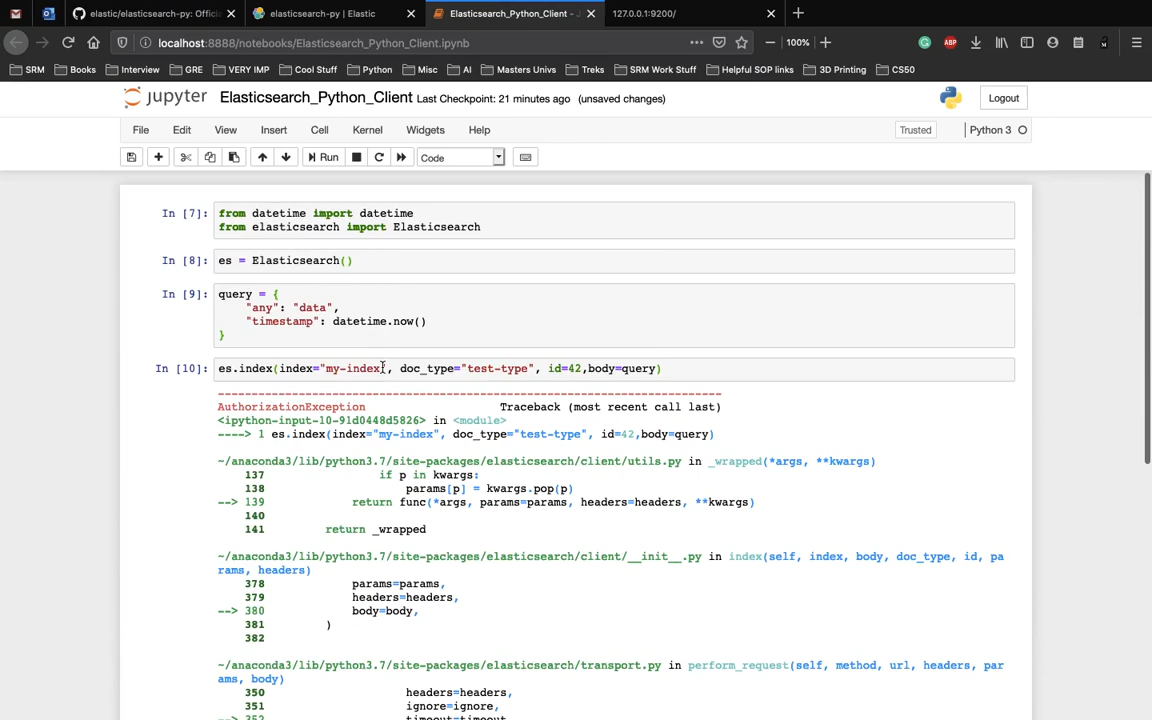 elastic/elasticsearch-py: Offici
elasticsearch-py | Elastic
Elasticsearch_Python_Client - J
127.0.0.1:9200/
localhost:8888/notebooks/Elasticsearch_Python_Client.ipynb
100%
ABP
SRM Books Interview GRE VERY IMP Cool Stuff Python Misc AI Masters Univs Treks SRM Work Stuff Helpful SOP links 3D Printing CS50
jupyter Elasticsearch_Python_Client Last Checkpoint: 21 minutes ago (unsaved changes)
Logout
File Edit View Insert Cell Kernel Widgets Help
Trusted
Python 3
Run
Code
In [7]: from datetime import datetime
from elasticsearch import Elasticsearch
In [8]: es = Elasticsearch()
In [9]: query = {
"any": "data",
"timestamp": datetime.now()
}
In [10]: es.index(index="my-index", doc_type="test-type", id=42,body=query)
---------------------------------------------------------------------------
AuthorizationException Traceback (most recent call last)
<ipython-input-10-91d0448d5826> in <module>
----> 1 es.index(index="my-index", doc_type="test-type", id=42,body=query)
~/anaconda3/lib/python3.7/site-packages/elasticsearch/client/utils.py in _wrapped(*args, **kwargs)
137 if p in kwargs:
138 params[p] = kwargs.pop(p)
--> 139 return func(*args, params=params, headers=headers, **kwargs)
140
141 return _wrapped
~/anaconda3/lib/python3.7/site-packages/elasticsearch/client/__init__.py in index(self, index, body, doc_type, id, pa
rams, headers)
378 params=params,
379 headers=headers,
--> 380 body=body,
381 )
382
~/anaconda3/lib/python3.7/site-packages/elasticsearch/transport.py in perform_request(self, method, url, headers, par
ams, body)
350 headers=headers,
351 ignore=ignore,
--> 352 timeout=timeout,